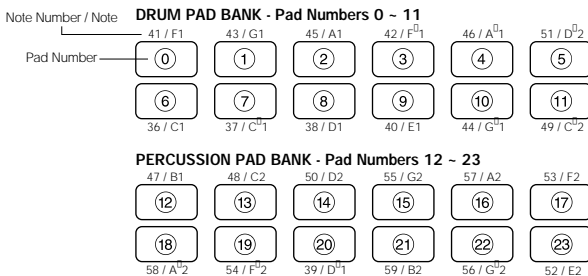 Note Number / Note
DRUM PAD BANK - Pad Numbers 0 ~ 11
41 / F1 43 / G1 45 / A1 42 / F▯1 46 / A▯1 51 / D▯2
Pad Number
0 1 2 3 4 5
6 7 8 9 10 11
36 / C1 37 / C▯1 38 / D1 40 / E1 44 / G▯1 49 / C▯2
PERCUSSION PAD BANK - Pad Numbers 12 ~ 23
47 / B1 48 / C2 50 / D2 55 / G2 57 / A2 53 / F2
12 13 14 15 16 17
18 19 20 21 22 23
58 / A▯2 54 / F▯2 39 / D▯1 59 / B2 56 / G▯2 52 / E2